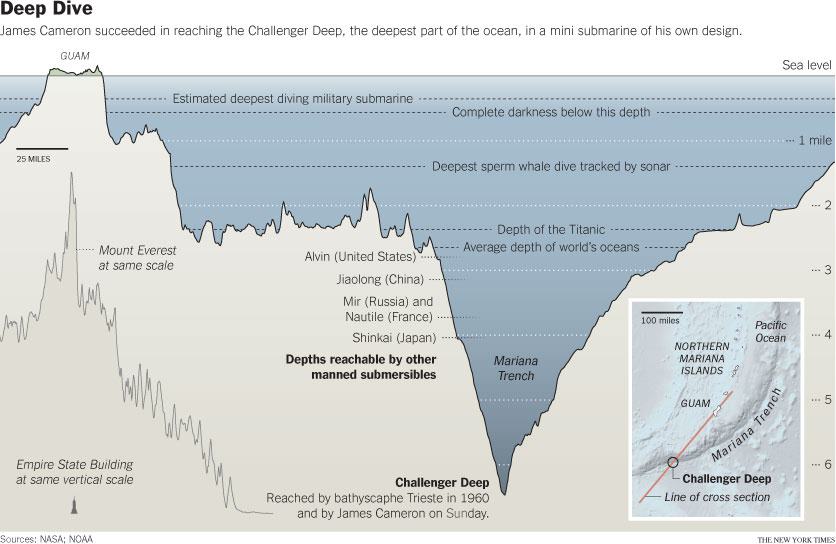 Deep Dive
James Cameron succeeded in reaching the Challenger Deep, the deepest part of the ocean, in a mini submarine of his own design.
GUAM
Sea level
Estimated deepest diving military submarine
Complete darkness below this depth
1 mile
25 MILES
Deepest sperm whale dive tracked by sonar
2
Depth of the Titanic
Mount Everest
at same scale
Average depth of world's oceans
Alvin (United States)
3
Jiaolong (China)
Mir (Russia) and
Nautile (France)
Shinkai (Japan)
4
Depths reachable by other
manned submersibles
Mariana
Trench
5
6
Empire State Building
at same vertical scale
Challenger Deep
Reached by bathyscaphe Trieste in 1960
and by James Cameron on Sunday.
100 miles
Pacific
Ocean
NORTHERN
MARIANA
ISLANDS
GUAM
Mariana Trench
Challenger Deep
Line of cross section
Sources: NASA; NOAA
THE NEW YORK TIMES